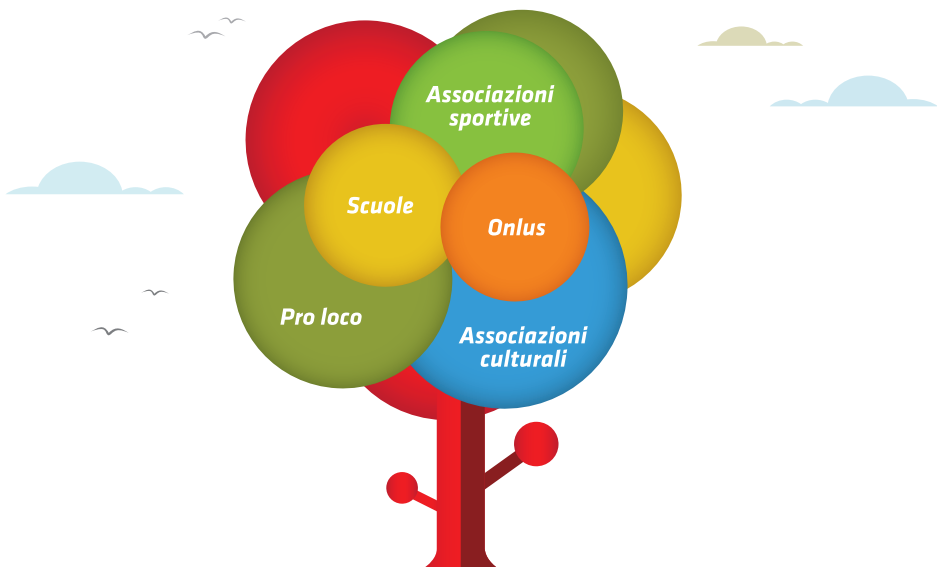 Associazioni
sportive
Scuole
Onlus
Pro loco
Associazioni
culturali